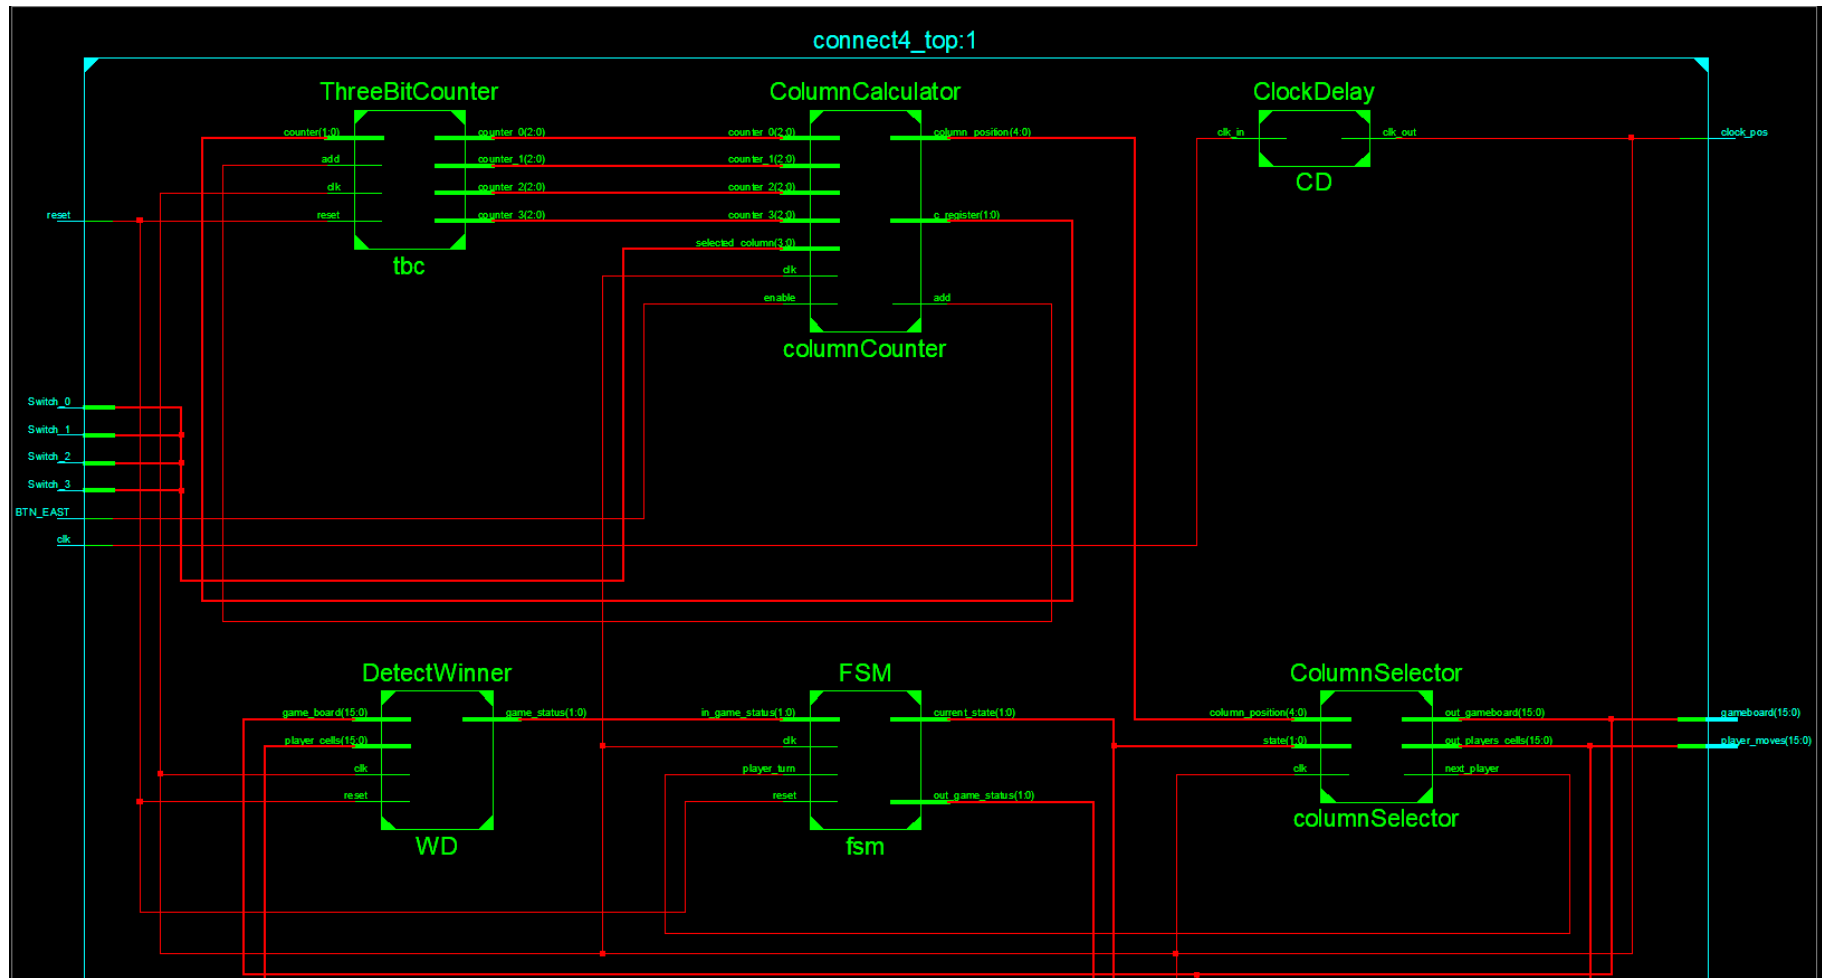 connect4_top:1
ThreeBitCounter
counter(1:0)
add
clk
reset
counter_0(2:0)
counter_1(2:0)
counter_2(2:0)
counter_3(2:0)
tbc
ColumnCalculator
counter_0(2:0)
counter_1(2:0)
counter_2(2:0)
counter_3(2:0)
selected_column(3:0)
clk
enable
column_position(4:0)
c_register(1:0)
add
columnCounter
ClockDelay
clk_in
clk_out
CD
clock_pos
reset
Switch_0
Switch_1
Switch_2
Switch_3
BTN_EAST
clk
DetectWinner
game_board(15:0)
player_cells(15:0)
clk
reset
game_status(1:0)
WD
FSM
in_game_status(1:0)
clk
player_turn
reset
current_state(1:0)
out_game_status(1:0)
fsm
ColumnSelector
column_position(4:0)
state(1:0)
clk
out_gameboard(15:0)
out_players_cells(15:0)
next_player
columnSelector
gameboard(15:0)
player_moves(15:0)